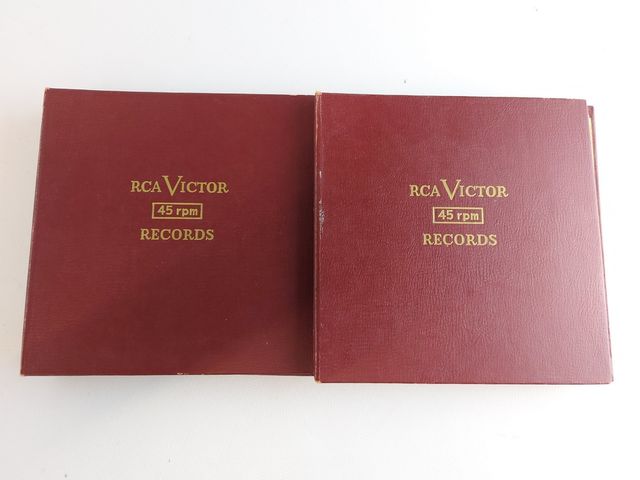 RCA VICTOR
45 rpm
RECORDS
RCA VICTOR
45 rpm
RECORDS